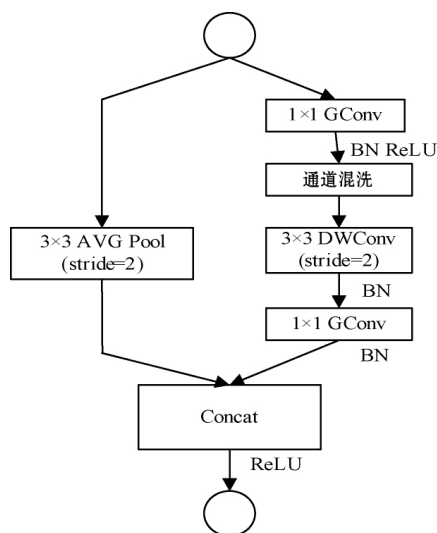 1×1 GConv
BN ReLU
通道混洗
3×3 AVG Pool
(stride=2)
3×3 DWConv
(stride=2)
BN
1×1 GConv
BN
Concat
ReLU